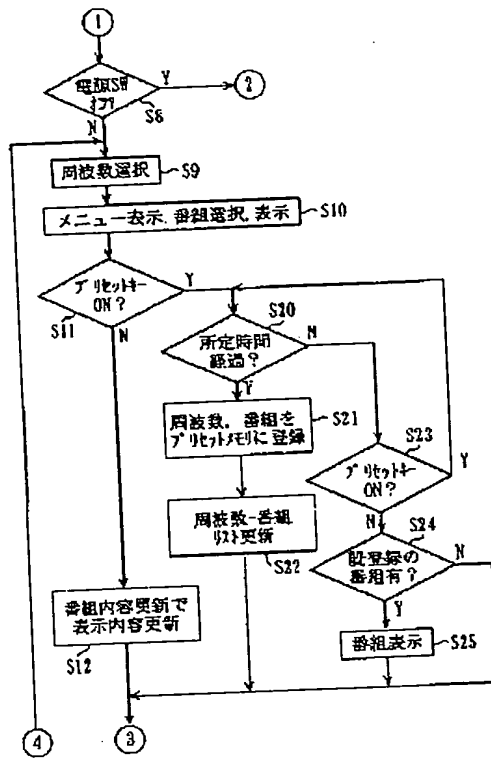 1
電源SW
オフ?
Y
2
S8
N
周波数選択
S9
メニュー表示、番組選択、表示
S10
プリセットキー
ON?
Y
S11
N
S20
所定時間
経過?
N
Y
周波数、番組を
プリセットメモリに登録
S21
S23
プリセットキー
ON?
Y
N
周波数-番組
リスト更新
S22
S24
既登録の
番組有?
N
Y
番組内容更新で
表示内容更新
S12
番組表示
S25
3
4